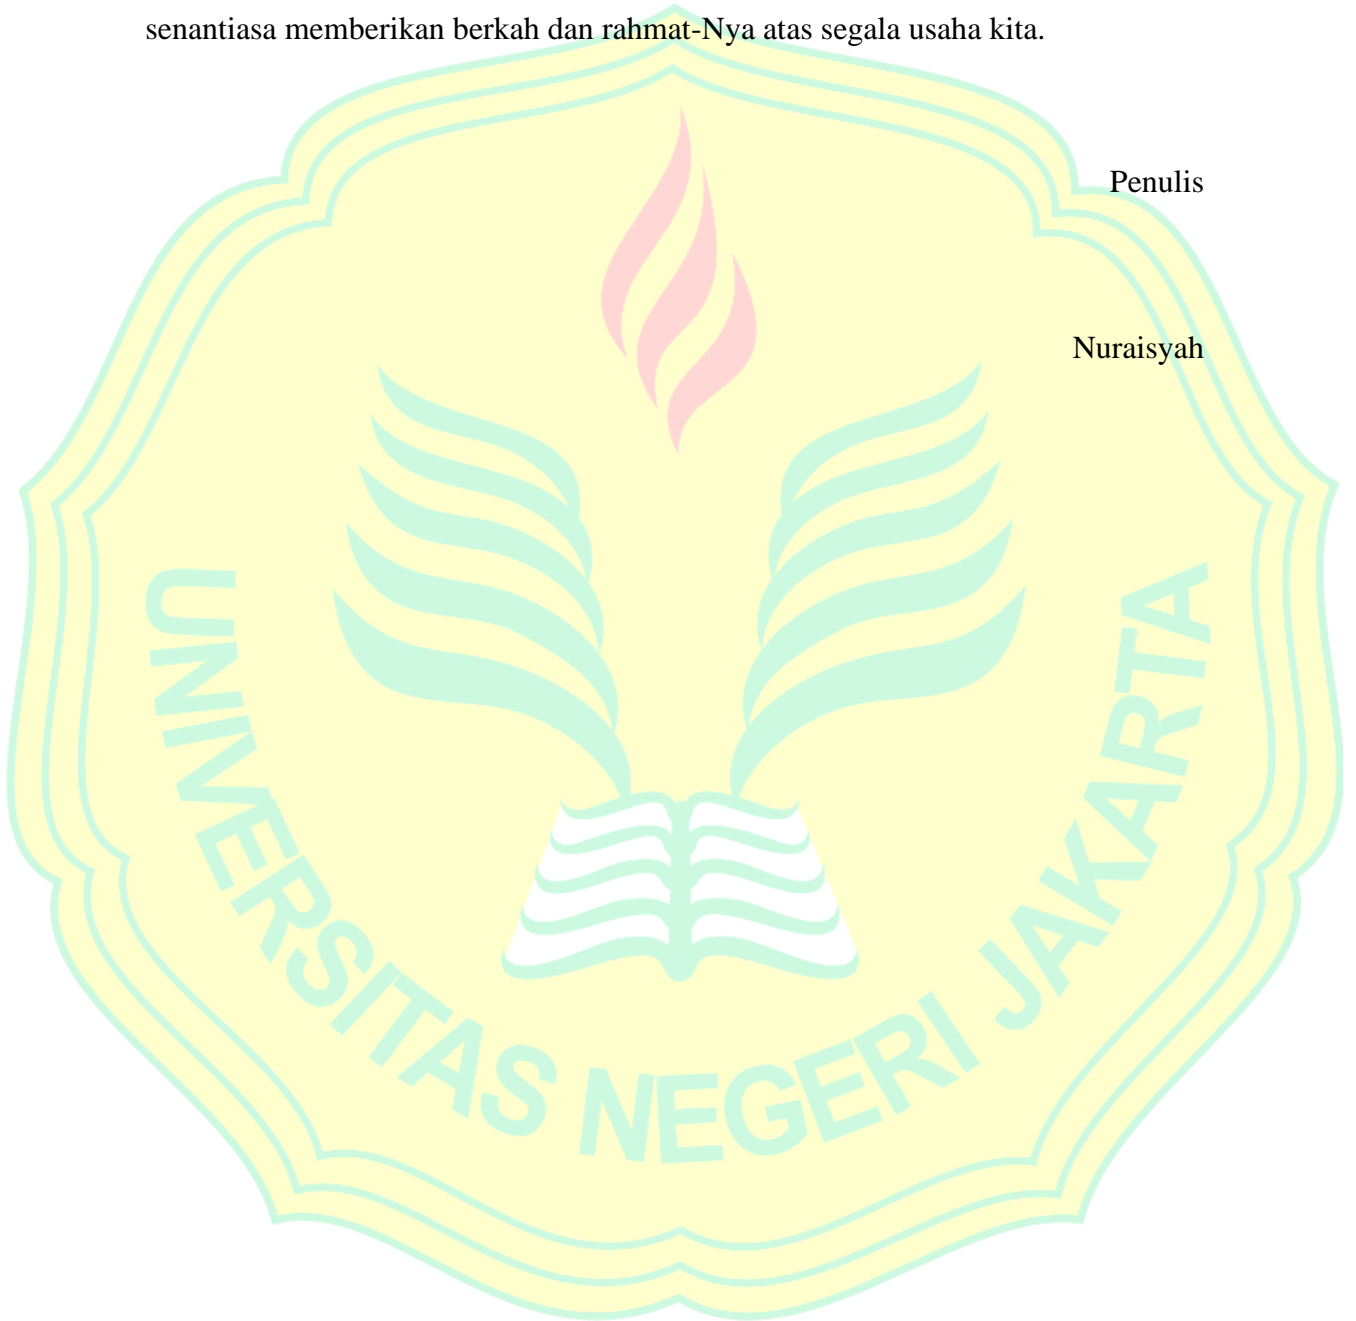 senantiasa memberikan berkah dan rahmat-Nya atas segala usaha kita.
Penulis
Nuraisyah
UNIVERSITAS NEGERI JAKARTA